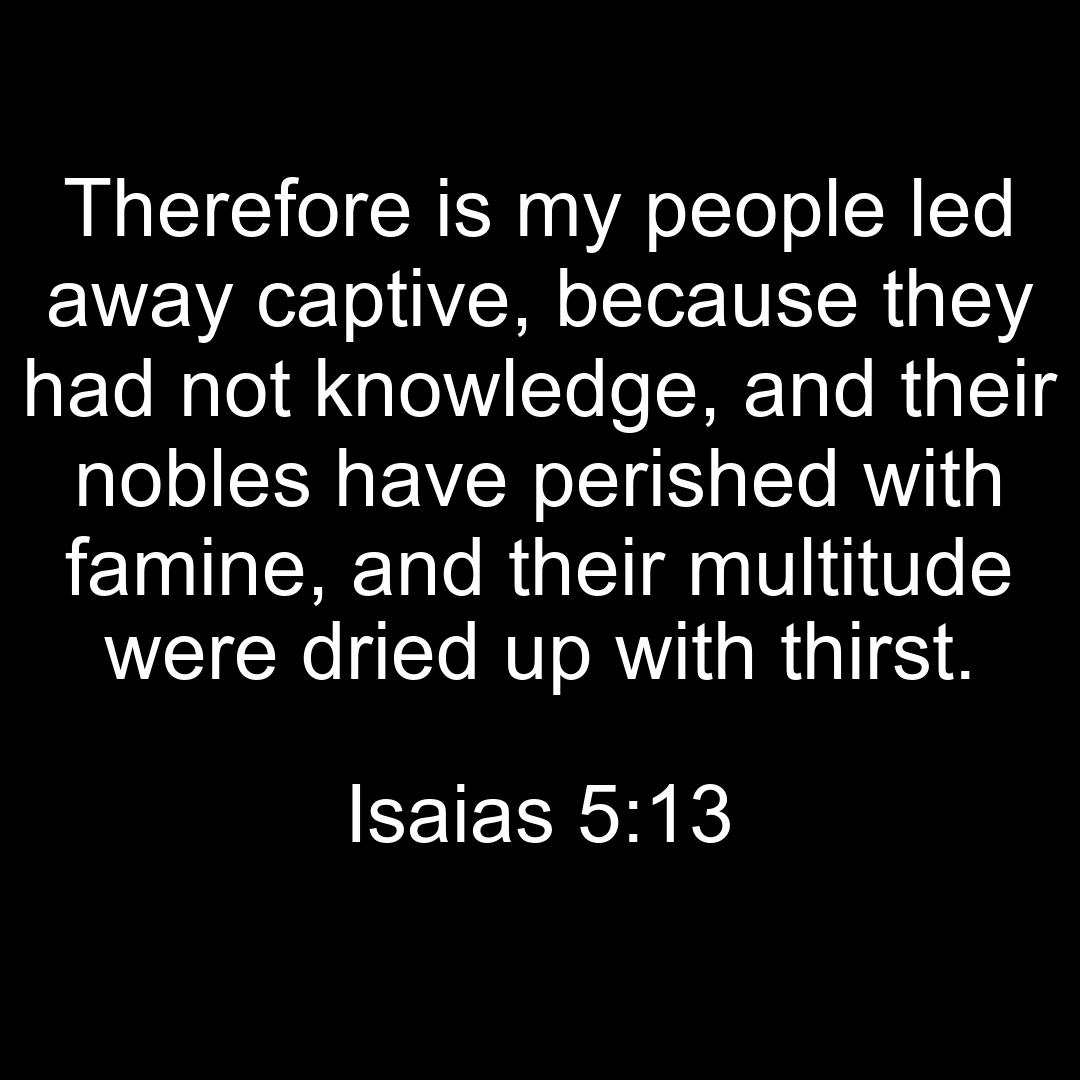 Therefore is my people led
away captive, because they
had not knowledge, and their
nobles have perished with
famine, and their multitude
were dried up with thirst.
Isaias 5:13